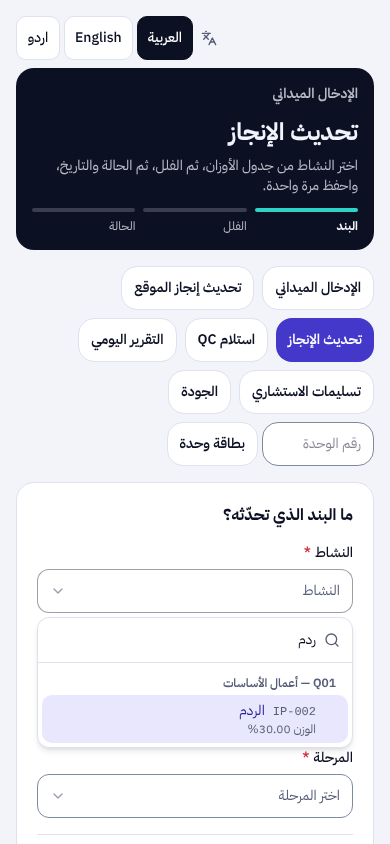 العربية English اردو
الإدخال الميداني
تحديث الإنجاز
اختر النشاط من جدول الأوزان، ثم الفلل، ثم الحالة والتاريخ،
واحفظ مرة واحدة.
البند الفلل الحالة
الإدخال الميداني تحديث إنجاز الموقع
تحديث الإنجاز استلام QC التقرير اليومي
تسليمات الاستشاري الجودة
رقم الوحدة بطاقة وحدة
ما البند الذي تحدّثه؟
النشاط *
النشاط
ردم
Q01 — أعمال الأساسات
IP-002 الردم
الوزن 30.00%
المرحلة *
اختر المرحلة